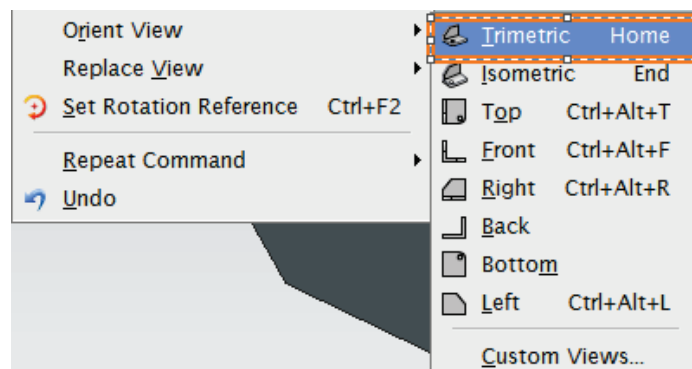 Orient View
Replace View
Set Rotation Reference Ctrl+F2
Repeat Command
Undo
Trimetric Home
Isometric End
Top Ctrl+Alt+T
Front Ctrl+Alt+F
Right Ctrl+Alt+R
Back
Bottom
Left Ctrl+Alt+L
Custom Views...